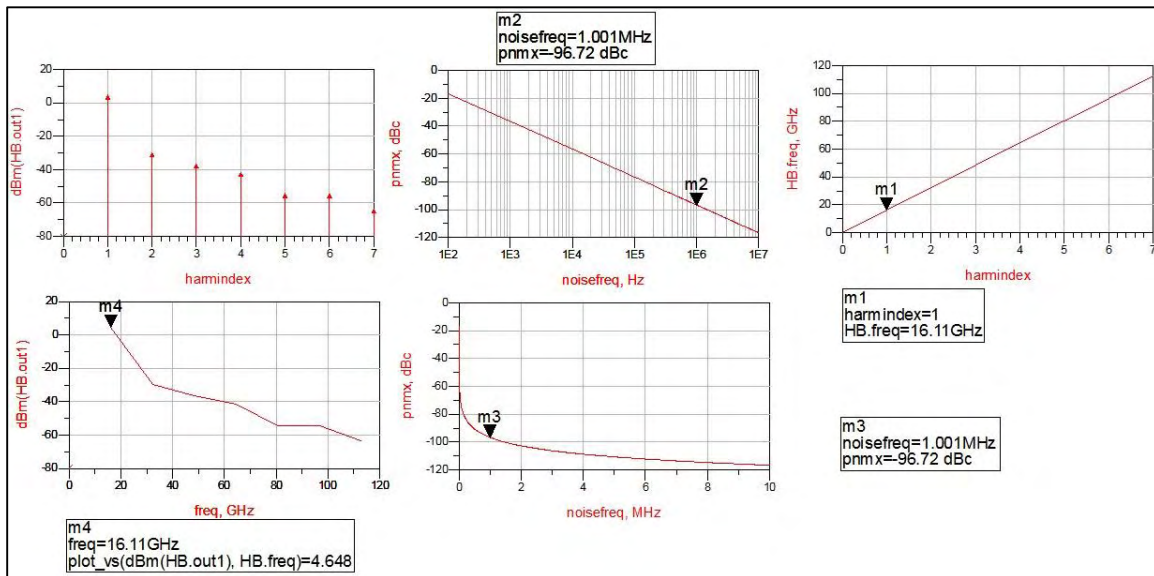 m2
noisefreq=1.001MHz
pnmx=-96.72 dBc
20
0
-20
-40
-60
-80
dBm(HB.out1)
0 1 2 3 4 5 6 7
harmindex
0
-20
-40
-60
-80
-100
-120
pnmx, dBc
m2
1E2 1E3 1E4 1E5 1E6 1E7
noisefreq, Hz
120
100
80
60
40
20
0
HB.freq, GHz
m1
0 1 2 3 4 5 6 7
harmindex
m1
harmindex=1
HB.freq=16.11GHz
20
0
-20
-40
-60
-80
dBm(HB.out1)
m4
0 20 40 60 80 100 120
freq, GHz
m4
freq=16.11GHz
plot_vs(dBm(HB.out1), HB.freq)=4.648
0
-20
-40
-60
-80
-100
-120
pnmx, dBc
m3
0 2 4 6 8 10
noisefreq, MHz
m3
noisefreq=1.001MHz
pnmx=-96.72 dBc